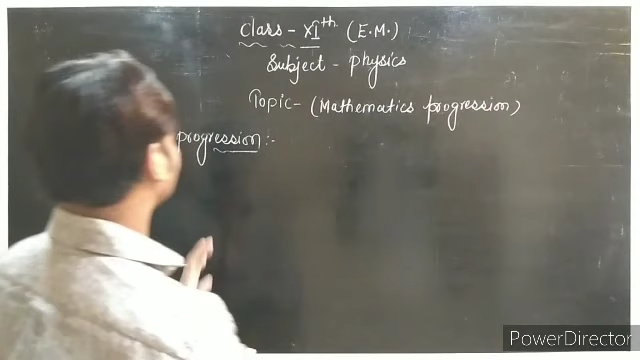 Class - XIth (E.M.)
Subject - physics
Topic - (Mathematics progression)
progression :-
PowerDirector